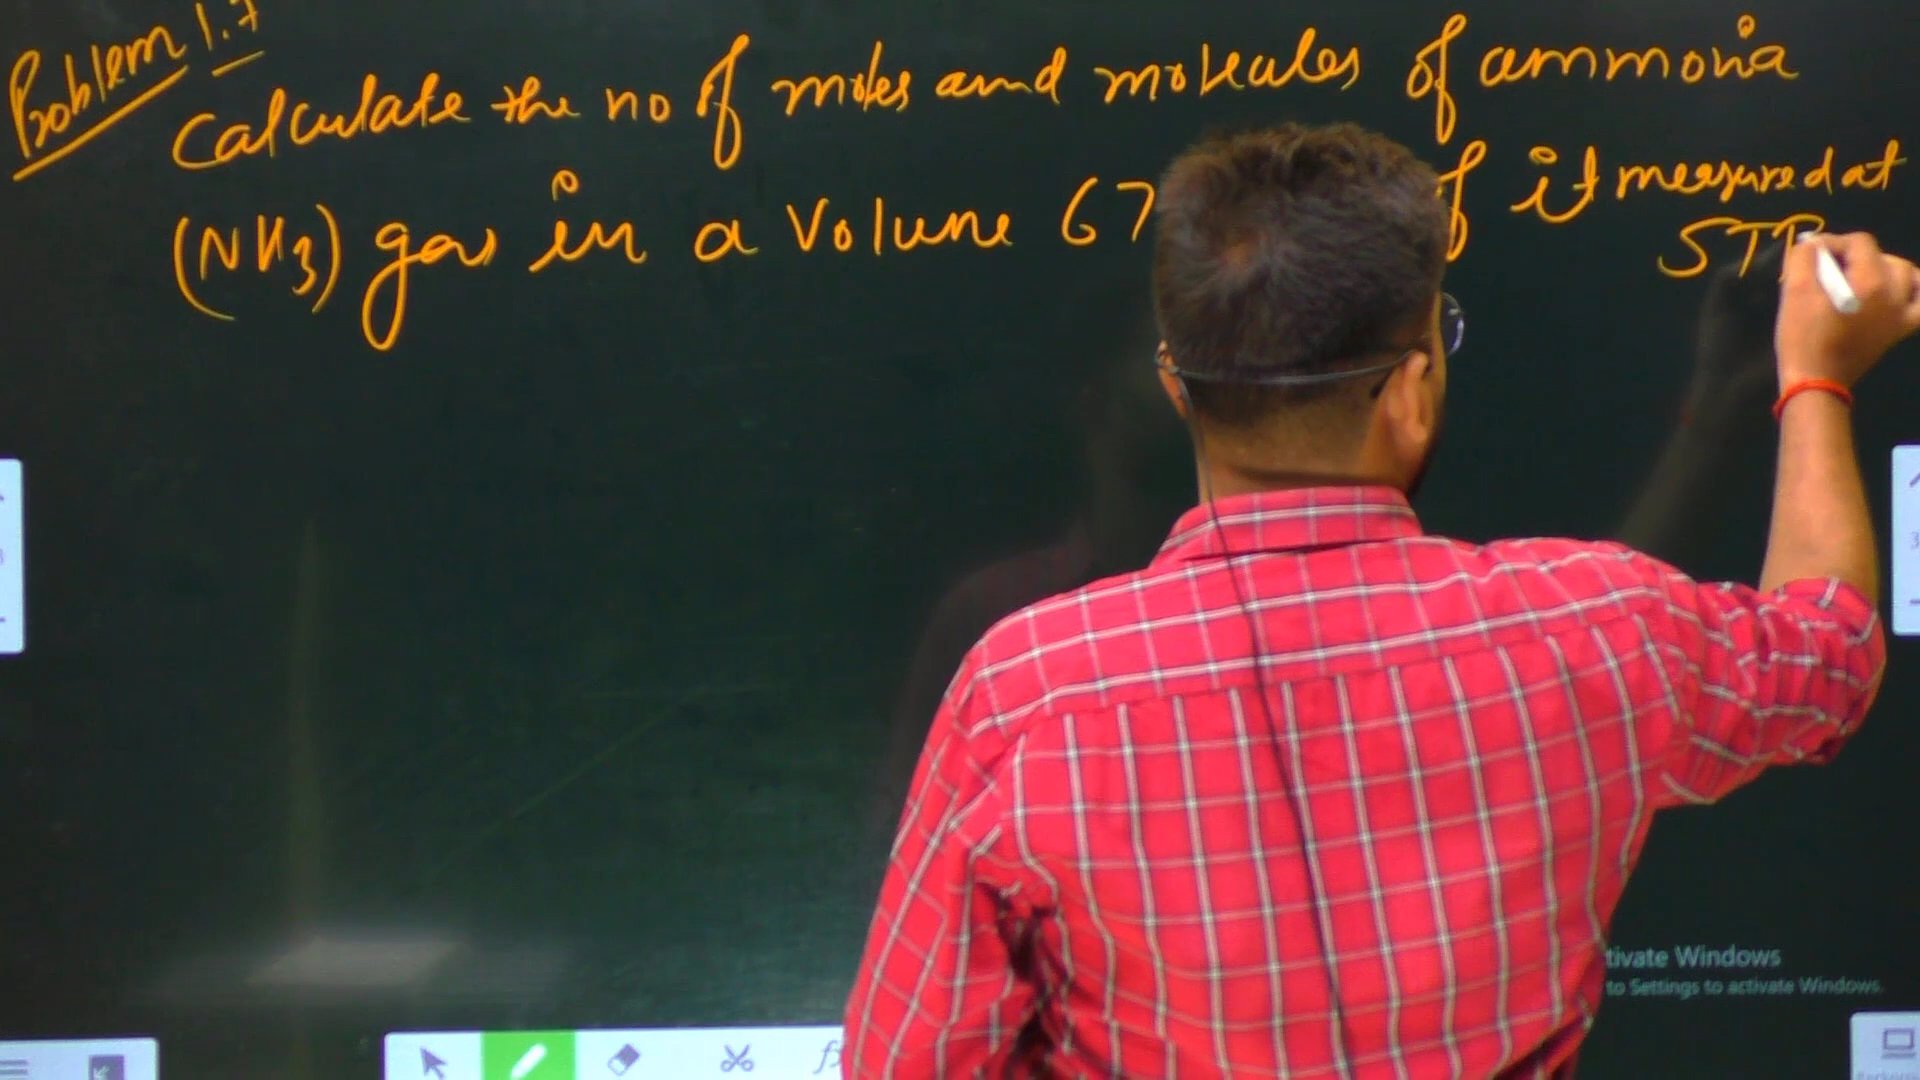 Problem 1.7
Calculate the no of moles and molecules of ammonia
(NH3) gas in a Volume 67 of it measured at
STP
tivate Windows
to Settings to activate Windows.